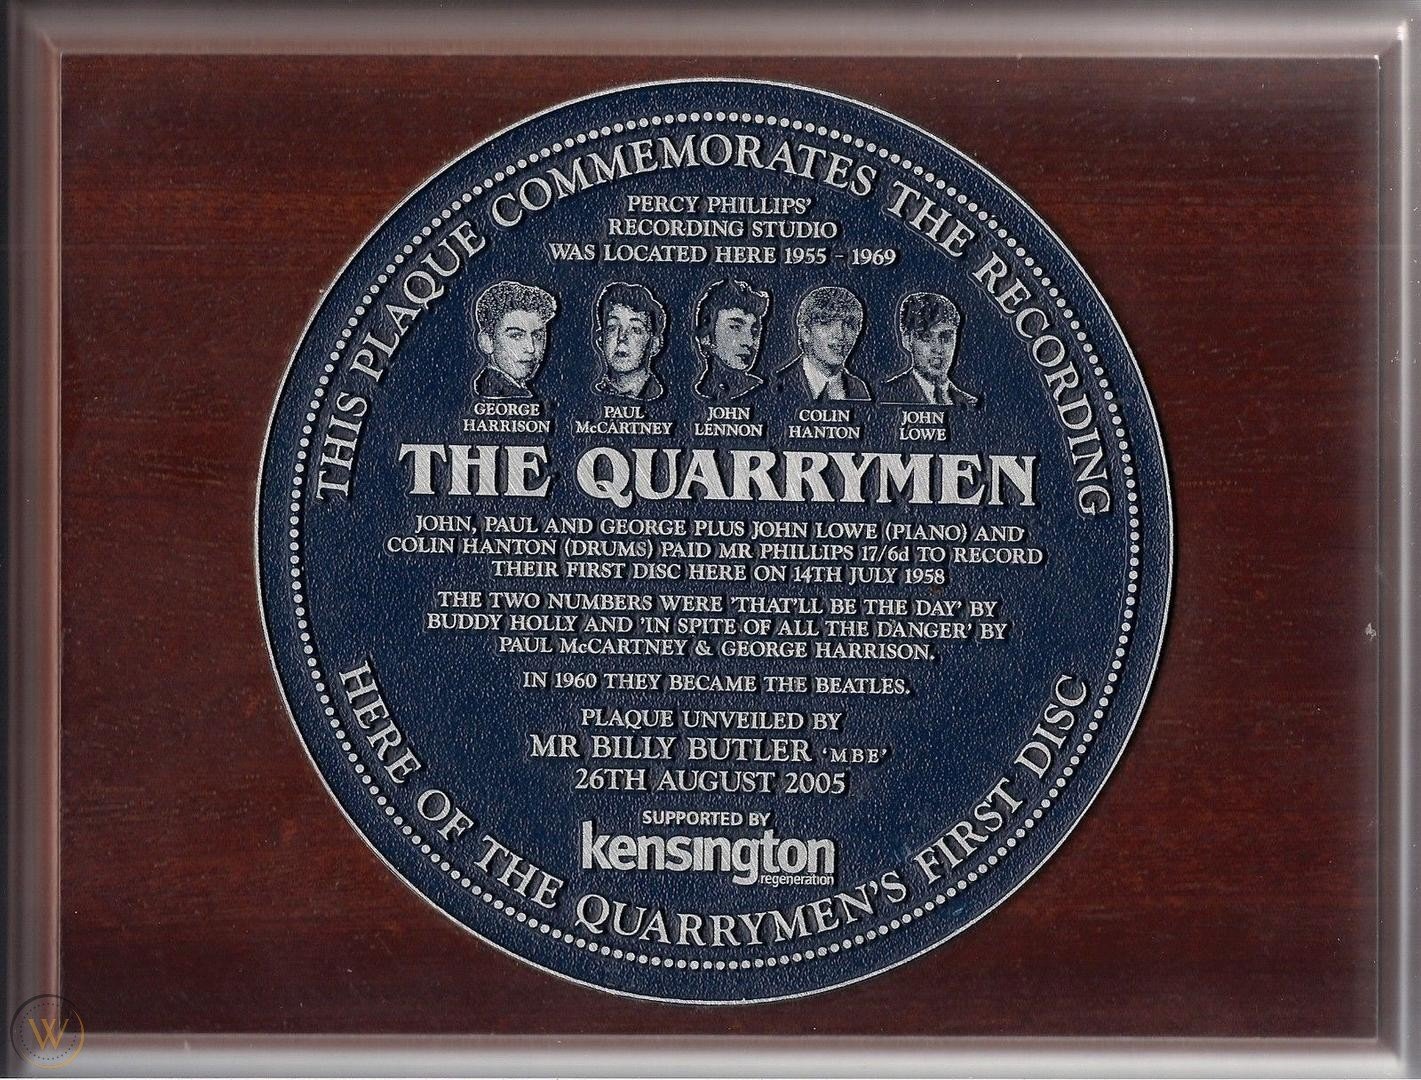 THIS PLAQUE COMMEMORATES THE RECORDING
PERCY PHILLIPS'
RECORDING STUDIO
WAS LOCATED HERE 1955 - 1969
GEORGE
HARRISON
PAUL
McCARTNEY
JOHN
LENNON
COLIN
HANTON
JOHN
LOWE
THE QUARRYMEN
JOHN, PAUL AND GEORGE PLUS JOHN LOWE (PIANO) AND
COLIN HANTON (DRUMS) PAID MR PHILLIPS 17/6d TO RECORD
THEIR FIRST DISC HERE ON 14TH JULY 1958
THE TWO NUMBERS WERE 'THAT'LL BE THE DAY' BY
BUDDY HOLLY AND 'IN SPITE OF ALL THE DANGER' BY
PAUL McCARTNEY & GEORGE HARRISON.
IN 1960 THEY BECAME THE BEATLES.
PLAQUE UNVEILED BY
MR BILLY BUTLER 'MBE'
26TH AUGUST 2005
SUPPORTED BY
kensington
regeneration
HERE OF THE QUARRYMEN'S FIRST DISC
W